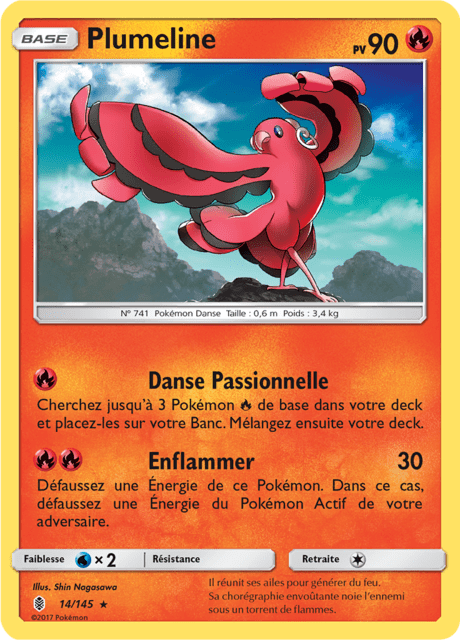 BASE Plumeline PV 90
N° 741 Pokémon Danse Taille : 0,6 m Poids : 3,4 kg
Danse Passionnelle
Cherchez jusqu'à 3 Pokémon de base dans votre deck
et placez-les sur votre Banc. Mélangez ensuite votre deck.
Enflammer 30
Défaussez une Énergie de ce Pokémon. Dans ce cas,
défaussez une Énergie du Pokémon Actif de votre
adversaire.
Faiblesse × 2 Résistance Retraite
Illus. Shin Nagasawa
14/145 ★
©2017 Pokémon
Il réunit ses ailes pour générer du feu.
Sa chorégraphie envoûtante noie l'ennemi
sous un torrent de flammes.